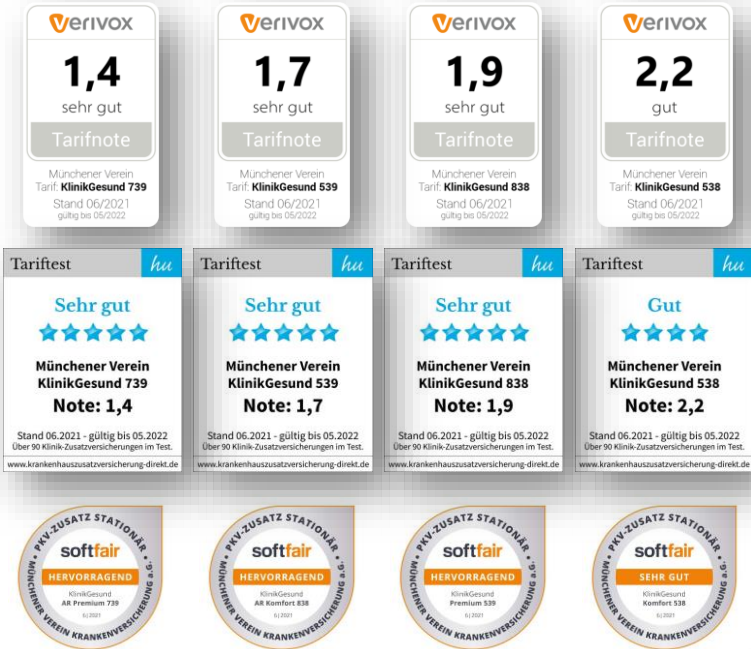 verivox
1,4
sehr gut
Tarifnote
Münchener Verein
Tarif: KlinikGesund 739
Stand 06/2021
gültig bis 05/2022
verivox
1,7
sehr gut
Tarifnote
Münchener Verein
Tarif: KlinikGesund 539
Stand 06/2021
gültig bis 05/2022
verivox
1,9
sehr gut
Tarifnote
Münchener Verein
Tarif: KlinikGesund 838
Stand 06/2021
gültig bis 05/2022
verivox
2,2
gut
Tarifnote
Münchener Verein
Tarif: KlinikGesund 538
Stand 06/2021
gültig bis 05/2022
Tariftest hu
Sehr gut
Münchener Verein
KlinikGesund 739
Note: 1,4
Stand 06.2021 - gültig bis 05.2022
Über 90 Klinik-Zusatzversicherungen im Test.
www.krankenhauszusatzversicherung-direkt.de
Tariftest hu
Sehr gut
Münchener Verein
KlinikGesund 539
Note: 1,7
Stand 06.2021 - gültig bis 05.2022
Über 90 Klinik-Zusatzversicherungen im Test.
www.krankenhauszusatzversicherung-direkt.de
Tariftest hu
Sehr gut
Münchener Verein
KlinikGesund 838
Note: 1,9
Stand 06.2021 - gültig bis 05.2022
Über 90 Klinik-Zusatzversicherungen im Test.
www.krankenhauszusatzversicherung-direkt.de
Tariftest hu
Gut
Münchener Verein
KlinikGesund 538
Note: 2,2
Stand 06.2021 - gültig bis 05.2022
Über 90 Klinik-Zusatzversicherungen im Test.
www.krankenhauszusatzversicherung-direkt.de
PKV-ZUSATZ STATIONÄR
softfair
HERVORRAGEND
KlinikGesund
AR Premium 739
6|2021
MÜNCHENER VEREIN KRANKENVERSICHERUNG a.G.
PKV-ZUSATZ STATIONÄR
softfair
HERVORRAGEND
KlinikGesund
AR Komfort 838
6|2021
MÜNCHENER VEREIN KRANKENVERSICHERUNG a.G.
PKV-ZUSATZ STATIONÄR
softfair
HERVORRAGEND
KlinikGesund
Premium 539
6|2021
MÜNCHENER VEREIN KRANKENVERSICHERUNG a.G.
PKV-ZUSATZ STATIONÄR
softfair
SEHR GUT
KlinikGesund
Komfort 538
6|2021
MÜNCHENER VEREIN KRANKENVERSICHERUNG a.G.